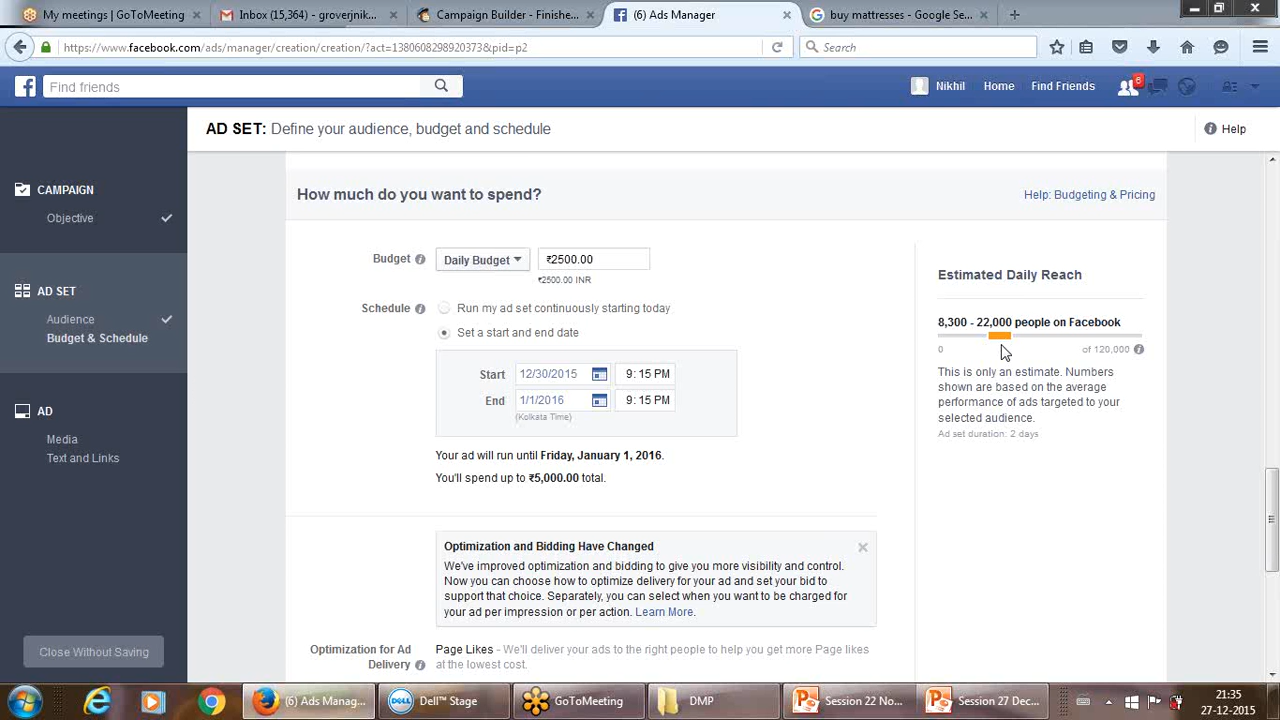 My meetings | GoToMeeting
Inbox (15,364) - groverjnik...
Campaign Builder - Finishe...
(6) Ads Manager
buy mattresses - Google Se...
https://www.facebook.com/ads/manager/creation/creation/?act=1380608298920373&pid=p2
Search
Find friends
Nikhil
Home
Find Friends
6
AD SET: Define your audience, budget and schedule
Help
CAMPAIGN
Objective
AD SET
Audience
Budget & Schedule
AD
Media
Text and Links
Close Without Saving
How much do you want to spend?
Help: Budgeting & Pricing
Budget
Daily Budget
₹2500.00
₹2500.00 INR
Schedule
Run my ad set continuously starting today
Set a start and end date
Start
12/30/2015
9: 15 PM
End
1/1/2016
9: 15 PM
(Kolkata Time)
Your ad will run until Friday, January 1, 2016.
You'll spend up to ₹5,000.00 total.
Estimated Daily Reach
8,300 - 22,000 people on Facebook
0
of 120,000
This is only an estimate. Numbers
shown are based on the average
performance of ads targeted to your
selected audience.
Ad set duration: 2 days
Optimization and Bidding Have Changed
We've improved optimization and bidding to give you more visibility and control.
Now you can choose how to optimize delivery for your ad and set your bid to
support that choice. Separately, you can select when you want to be charged for
your ad per impression or per action. Learn More.
Optimization for Ad
Delivery
Page Likes - We'll deliver your ads to the right people to help you get more Page likes
at the lowest cost.
(6) Ads Manag...
Dell™ Stage
GoToMeeting
DMP
Session 22 No...
Session 27 Dec...
21:35
27-12-2015